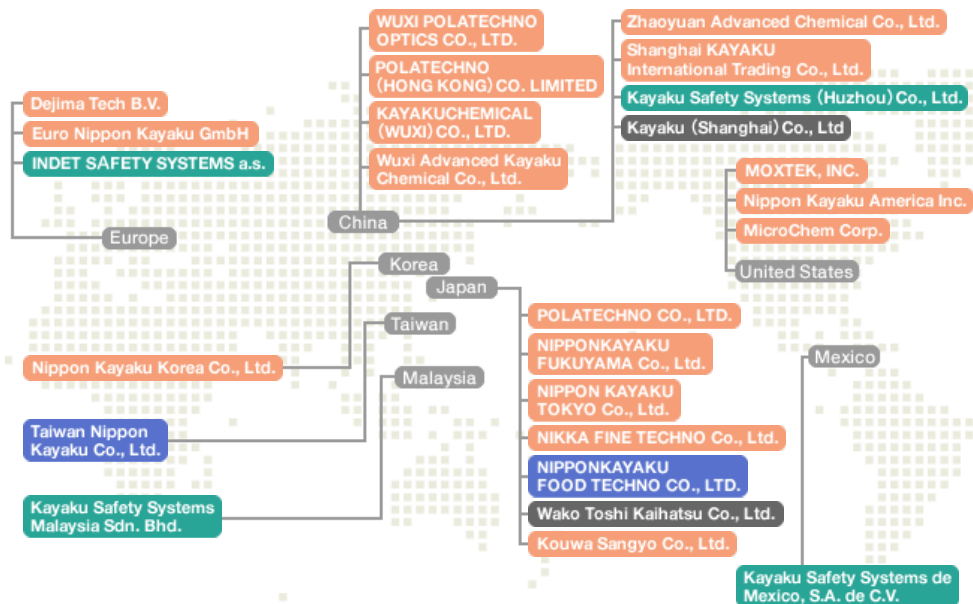 WUXI POLATECHNO
OPTICS CO., LTD.
POLATECHNO
(HONG KONG) CO. LIMITED
KAYAKUCHEMICAL
(WUXI) CO., LTD.
Wuxi Advanced Kayaku
Chemical Co., Ltd.
Zhaoyuan Advanced Chemical Co., Ltd.
Shanghai KAYAKU
International Trading Co., Ltd.
Kayaku Safety Systems (Huzhou) Co., Ltd.
Kayaku (Shanghai) Co., Ltd
Dejima Tech B.V.
Euro Nippon Kayaku GmbH
INDET SAFETY SYSTEMS a.s.
Europe
China
MOXTEK, INC.
Nippon Kayaku America Inc.
MicroChem Corp.
United States
Korea
Japan
Taiwan
Malaysia
Nippon Kayaku Korea Co., Ltd.
Taiwan Nippon
Kayaku Co., Ltd.
Kayaku Safety Systems
Malaysia Sdn. Bhd.
POLATECHNO CO., LTD.
NIPPONKAYAKU
FUKUYAMA Co., Ltd.
NIPPON KAYAKU
TOKYO Co., Ltd.
NIKKA FINE TECHNO Co., Ltd.
NIPPONKAYAKU
FOOD TECHNO CO., LTD.
Wako Toshi Kaihatsu Co., Ltd.
Kouwa Sangyo Co., Ltd.
Mexico
Kayaku Safety Systems de
Mexico, S.A. de C.V.